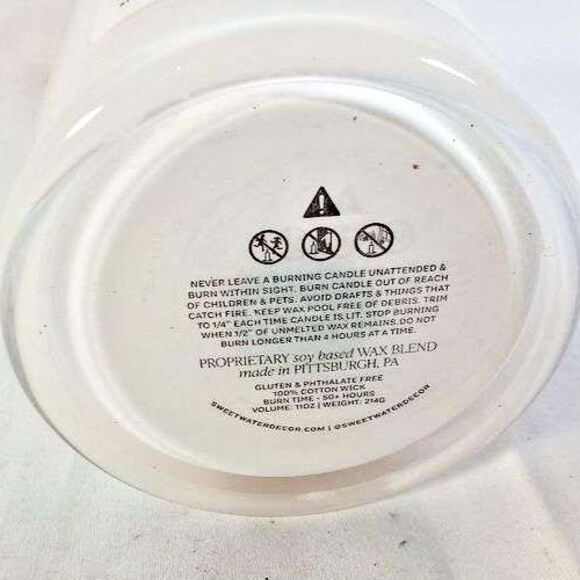 NEVER LEAVE A BURNING CANDLE UNATTENDED &
BURN WITHIN SIGHT. BURN CANDLE OUT OF REACH
OF CHILDREN & PETS. AVOID DRAFTS & THINGS THAT
CATCH FIRE. KEEP WAX POOL FREE OF DEBRIS. TRIM
TO 1/4" EACH TIME CANDLE IS LIT. STOP BURNING
WHEN 1/2" OF UNMELTED WAX REMAINS. DO NOT
BURN LONGER THAN 4 HOURS AT A TIME.
PROPRIETARY soy based WAX BLEND
made in PITTSBURGH, PA
GLUTEN & PHTHALATE FREE
100% COTTON WICK
BURN TIME - 50+ HOURS
VOLUME: 11OZ | WEIGHT: 214G
SWEETWATERDECOR.COM | @SWEETWATERDECOR